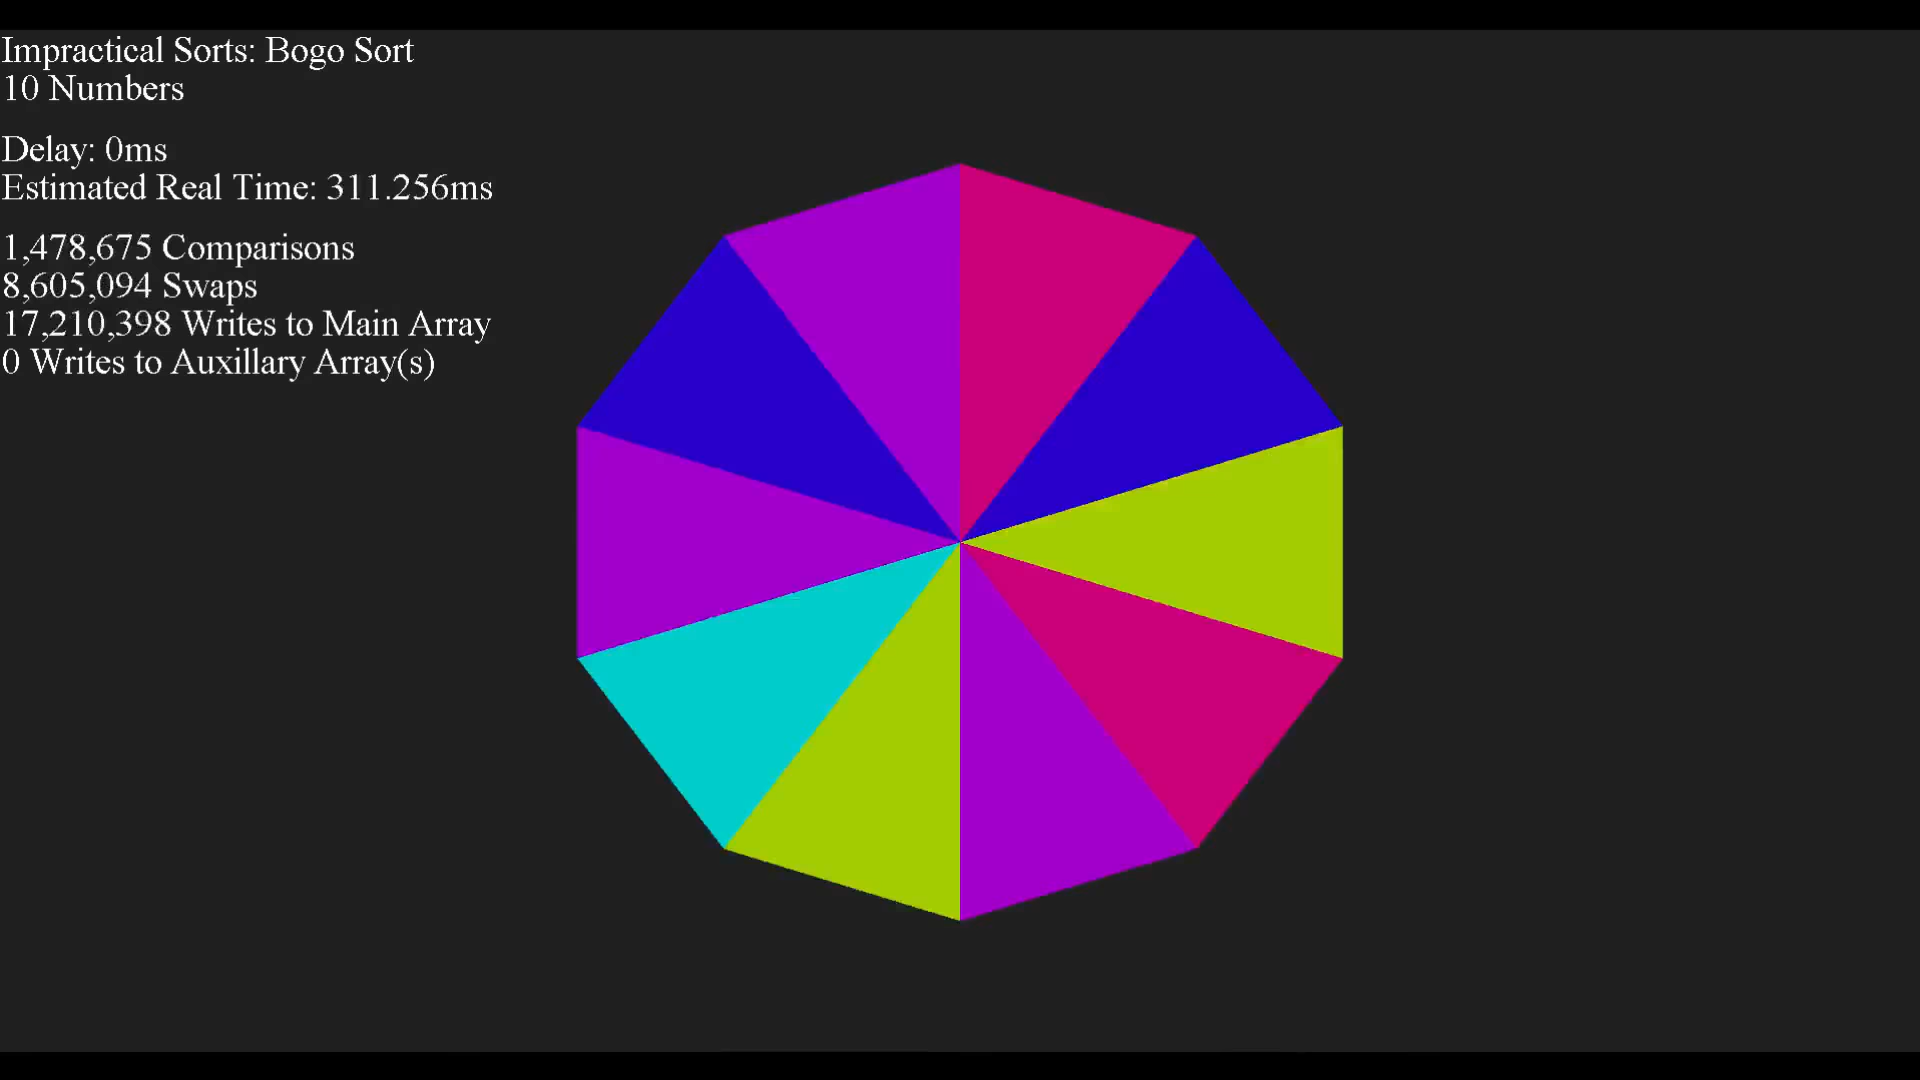 Impractical Sorts: Bogo Sort
10 Numbers
Delay: 0ms
Estimated Real Time: 311.256ms
1,478,675 Comparisons
8,605,094 Swaps
17,210,398 Writes to Main Array
0 Writes to Auxillary Array(s)